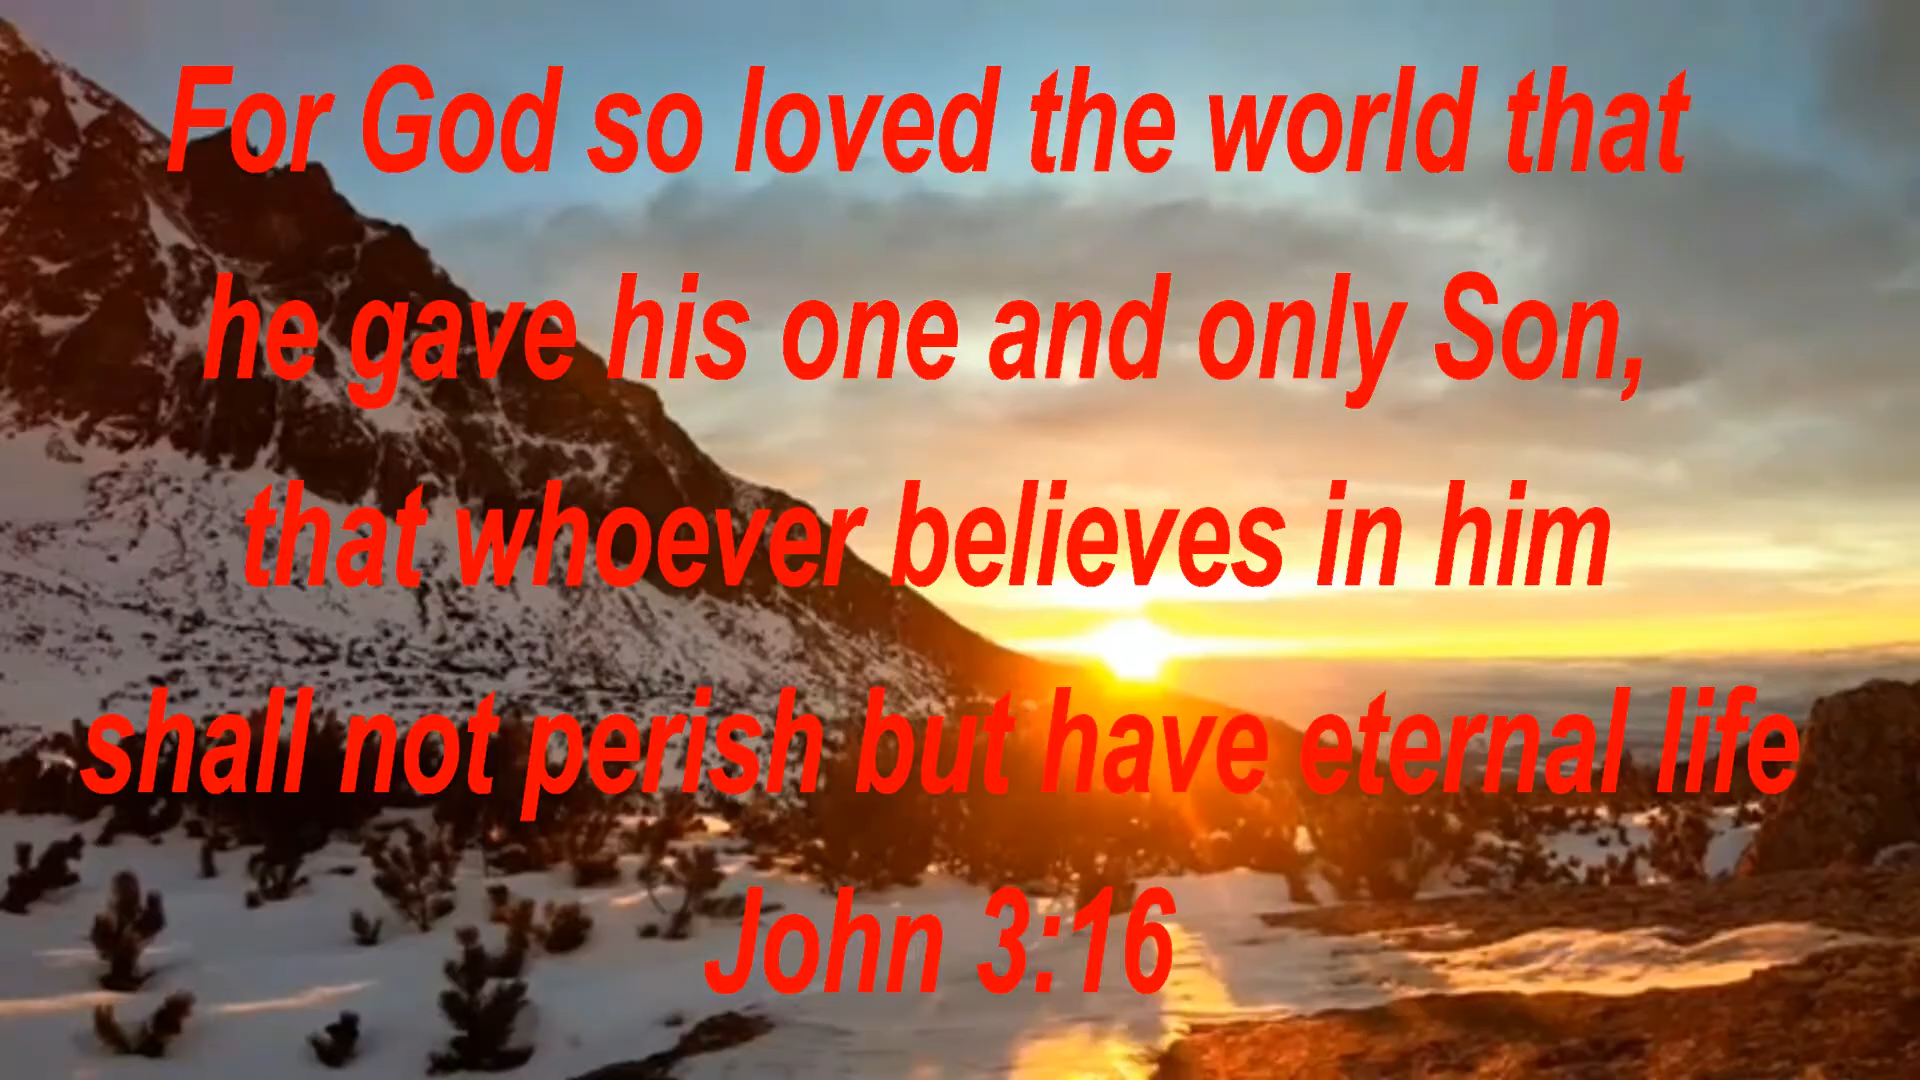 For God so loved the world that
he gave his one and only Son,
that whoever believes in him
shall not perish but have eternal life
John 3:16